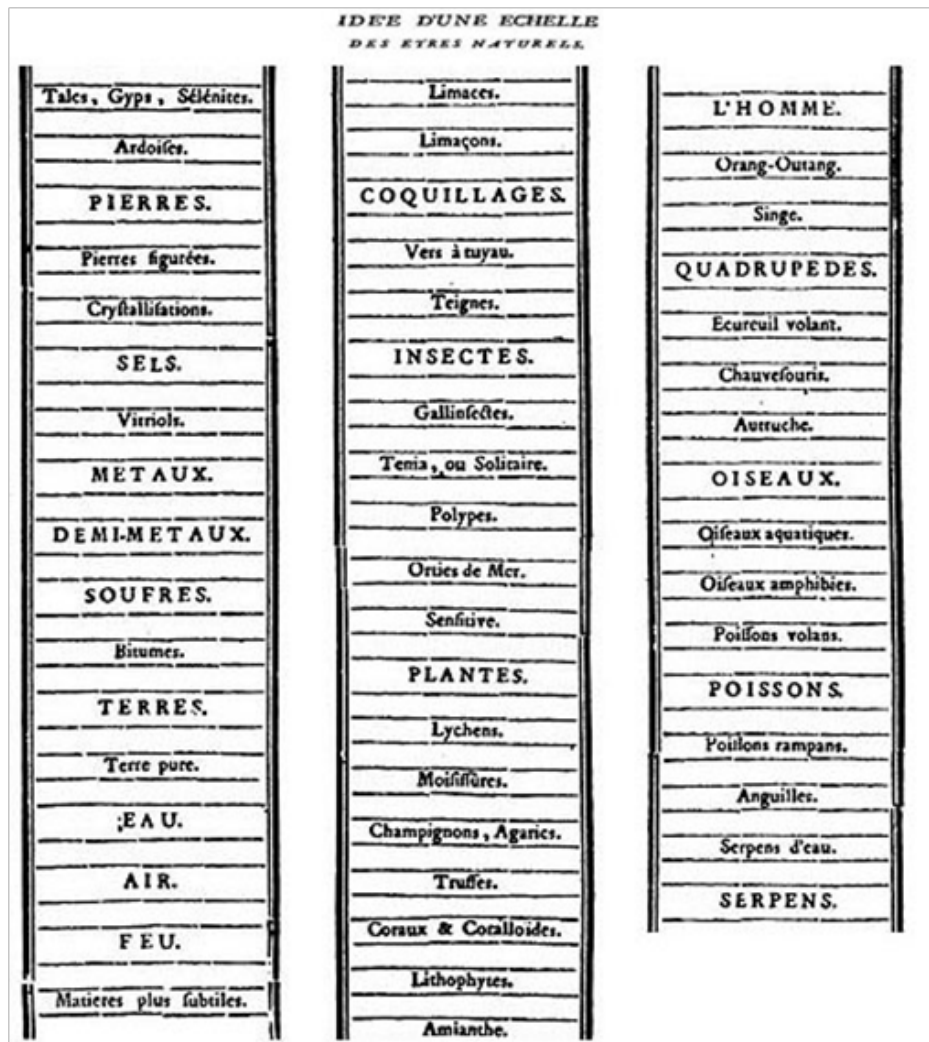 IDÉE D'UNE ECHELLE
DES ETRES NATURELS.
Talcs, Gyps, Sélénites.
Ardoiſes.
PIERRES.
Pierres figurées.
Cryſtalliſations.
SELS.
Vitriols.
METAUX.
DEMI-METAUX.
SOUFRES.
Bitumes.
TERRES.
Terre pure.
EAU.
AIR.
FEU.
Matieres plus ſubtiles.
Limaces.
Limaçons.
COQUILLAGES.
Vers à tuyau.
Teignes.
INSECTES.
Gallinſectes.
Tenia, ou Solitaire.
Polypes.
Orties de Mer.
Senſitive.
PLANTES.
Lychens.
Moiſiſſûres.
Champignons, Agarics.
Truffes.
Coraux & Coralloides.
Lithophytes.
Amianthe.
L'HOMME.
Orang-Outang.
Singe.
QUADRUPEDES.
Ecureuil volant.
Chauveſouris.
Autruche.
OISEAUX.
Oiſeaux aquatiques.
Oiſeaux amphibies.
Poiſſons volans.
POISSONS.
Poiſſons rampans.
Anguilles.
Serpens d'eau.
SERPENS.